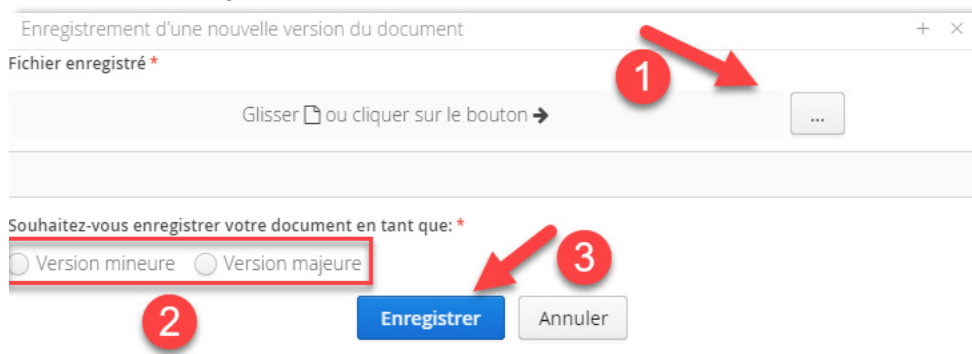 Enregistrement d'une nouvelle version du document
Fichier enregistré *
1
Glisser ou cliquer sur le bouton
...
Souhaitez-vous enregistrer votre document en tant que: *
Version mineure Version majeure
3
2
Enregistrer Annuler